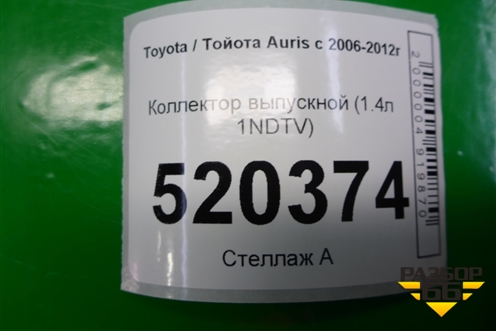 Toyota / Тойота Auris с 2006-2012г
Коллектор выпускной (1.4л
1NDTV)
520374
Стеллаж А
2000004919870
РАЗБОР
66